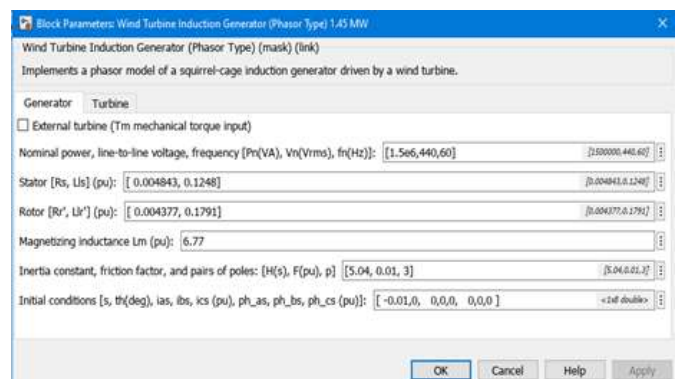 Block Parameters: Wind Turbine Induction Generator (Phasor Type) 1.45 MW
Wind Turbine Induction Generator (Phasor Type) (mask) (link)
Implements a phasor model of a squirrel-cage induction generator driven by a wind turbine.
Generator Turbine
External turbine (Tm mechanical torque input)
Nominal power, line-to-line voltage, frequency [Pn(VA), Vn(Vrms), fn(Hz)]: [1.5e6,440,60] [1500000,440,60]
Stator [Rs, Lls] (pu): [ 0.004843, 0.1248] [0.004843,0.1248]
Rotor [Rr', Llr'] (pu): [ 0.004377, 0.1791] [0.004377,0.1791]
Magnetizing inductance Lm (pu): 6.77
Inertia constant, friction factor, and pairs of poles: [H(s), F(pu), p] [5.04, 0.01, 3] [5.04,0.01,3]
Initial conditions [s, th(deg), ias, ibs, ics (pu), ph_as, ph_bs, ph_cs (pu)]: [ -0.01,0, 0,0,0, 0,0,0 ] <1x8 double>
OK Cancel Help Apply